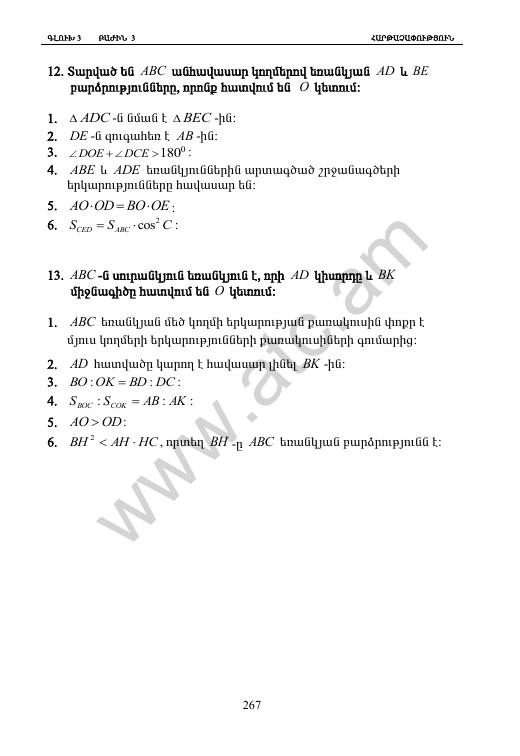 ԳԼՈՒԽ 3 ԲԱԺԻՆ 3 ՀԱՐԹԱՉԱՓՈՒԹՅՈՒՆ
12. Տարված են ABC անհավասար կողմերով եռանկյան AD և BE
բարձրությունները, որոնք հատվում են O կետում:
1. Δ ADC -ն նման է Δ BEC -ին:
2. DE -ն զուգահեռ է AB -ին:
3. ∠DOE + ∠DCE > 180⁰ :
4. ABE և ADE եռանկյուններին արտագծած շրջանագծերի
երկարությունները հավասար են:
5. AO · OD = BO · OE :
6. S_CED = S_ABC · cos² C :
13. ABC -ն սուրանկյուն եռանկյուն է, որի AD կիսորդը և BK
միջնագիծը հատվում են O կետում:
1. ABC եռանկյան մեծ կողմի երկարության քառակուսին փոքր է
մյուս կողմերի երկարությունների քառակուսիների գումարից:
2. AD հատվածը կարող է հավասար լինել BK -ին:
3. BO : OK = BD : DC :
4. S_BOC : S_COK = AB : AK :
5. AO > OD :
6. BH² < AH · HC , որտեղ BH -ը ABC եռանկյան բարձրությունն է:
www.atc.am
267